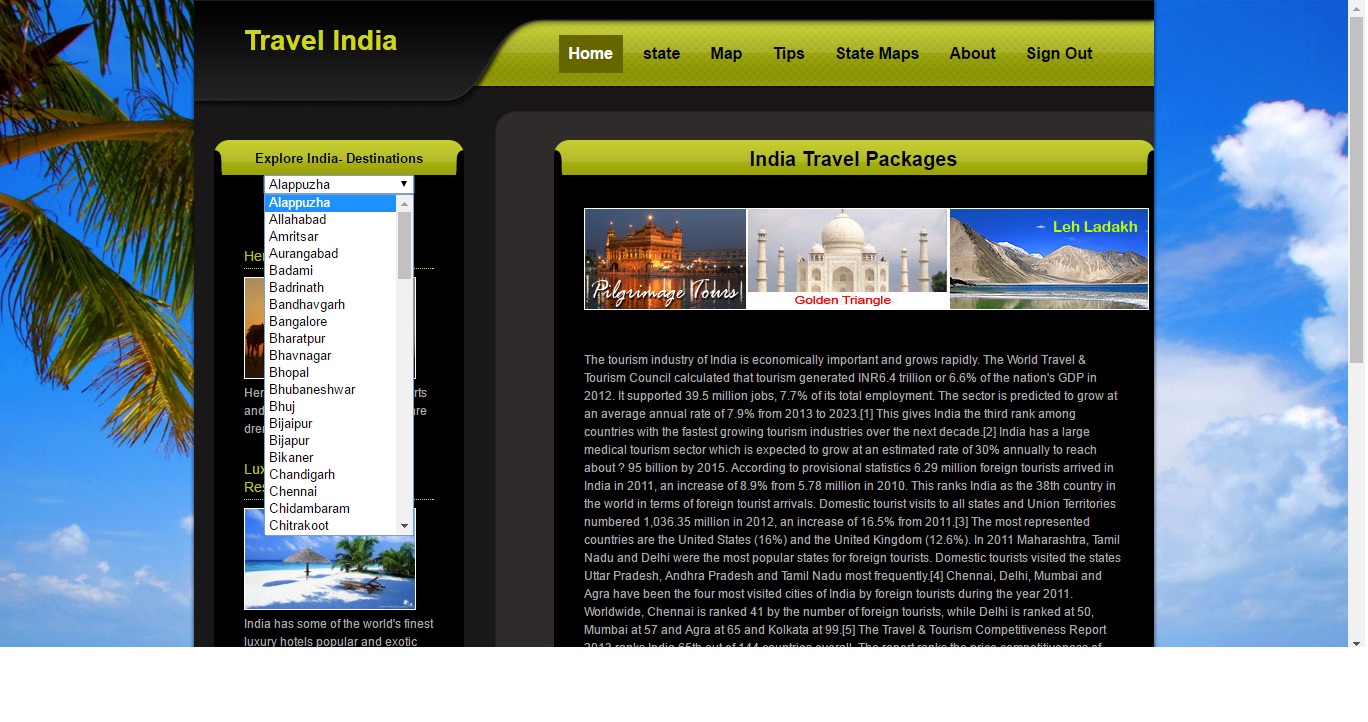 Travel India
Home state Map Tips State Maps About Sign Out
Explore India- Destinations
Alappuzha
Alappuzha
Allahabad
Amritsar
Aurangabad
Badami
Badrinath
Bandhavgarh
Bangalore
Bharatpur
Bhavnagar
Bhopal
Bhubaneshwar
Bhuj
Bijaipur
Bijapur
Bikaner
Chandigarh
Chennai
Chidambaram
Chitrakoot
India has some of the world's finest
luxury hotels popular and exotic
India Travel Packages
Pilgrimage Tours
Golden Triangle
Leh Ladakh
The tourism industry of India is economically important and grows rapidly. The World Travel &
Tourism Council calculated that tourism generated INR6.4 trillion or 6.6% of the nation's GDP in
2012. It supported 39.5 million jobs, 7.7% of its total employment. The sector is predicted to grow at
an average annual rate of 7.9% from 2013 to 2023.[1] This gives India the third rank among
countries with the fastest growing tourism industries over the next decade.[2] India has a large
medical tourism sector which is expected to grow at an estimated rate of 30% annually to reach
about ? 95 billion by 2015. According to provisional statistics 6.29 million foreign tourists arrived in
India in 2011, an increase of 8.9% from 5.78 million in 2010. This ranks India as the 38th country in
the world in terms of foreign tourist arrivals. Domestic tourist visits to all states and Union Territories
numbered 1,036.35 million in 2012, an increase of 16.5% from 2011.[3] The most represented
countries are the United States (16%) and the United Kingdom (12.6%). In 2011 Maharashtra, Tamil
Nadu and Delhi were the most popular states for foreign tourists. Domestic tourists visited the states
Uttar Pradesh, Andhra Pradesh and Tamil Nadu most frequently.[4] Chennai, Delhi, Mumbai and
Agra have been the four most visited cities of India by foreign tourists during the year 2011.
Worldwide, Chennai is ranked 41 by the number of foreign tourists, while Delhi is ranked at 50,
Mumbai at 57 and Agra at 65 and Kolkata at 99.[5] The Travel & Tourism Competitiveness Report
2013 ranks India 65th out of 144 countries overall. The report ranks the price competitiveness of